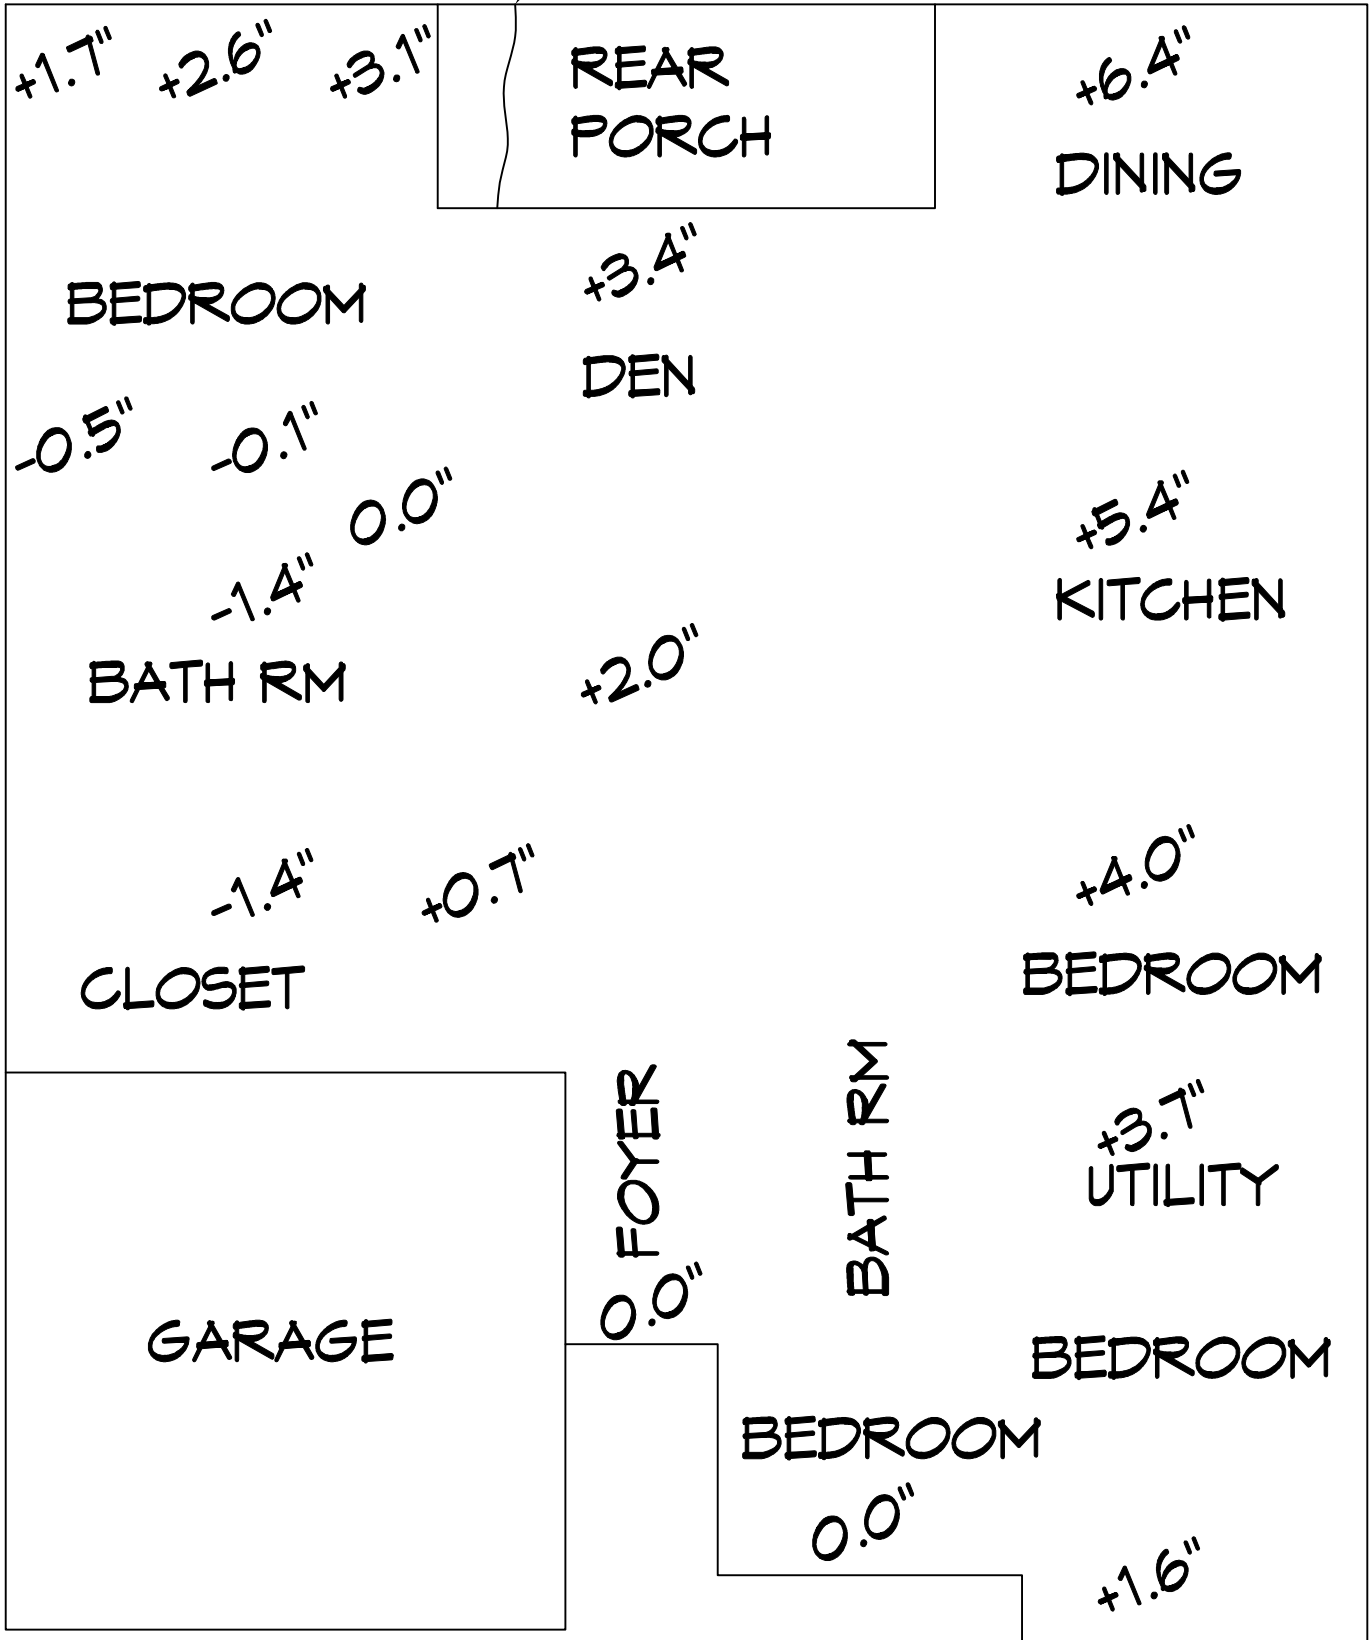 +1.7"
+2.6"
+3.1"
REAR
PORCH
+6.4"
DINING
BEDROOM
+3.4"
DEN
-0.5"
-0.1"
0.0"
+5.4"
KITCHEN
-1.4"
BATH RM
+2.0"
-1.4"
+0.7"
+4.0"
CLOSET
BEDROOM
FOYER
0.0"
BATH RM
+3.7"
UTILITY
GARAGE
BEDROOM
BEDROOM
0.0"
+1.6"